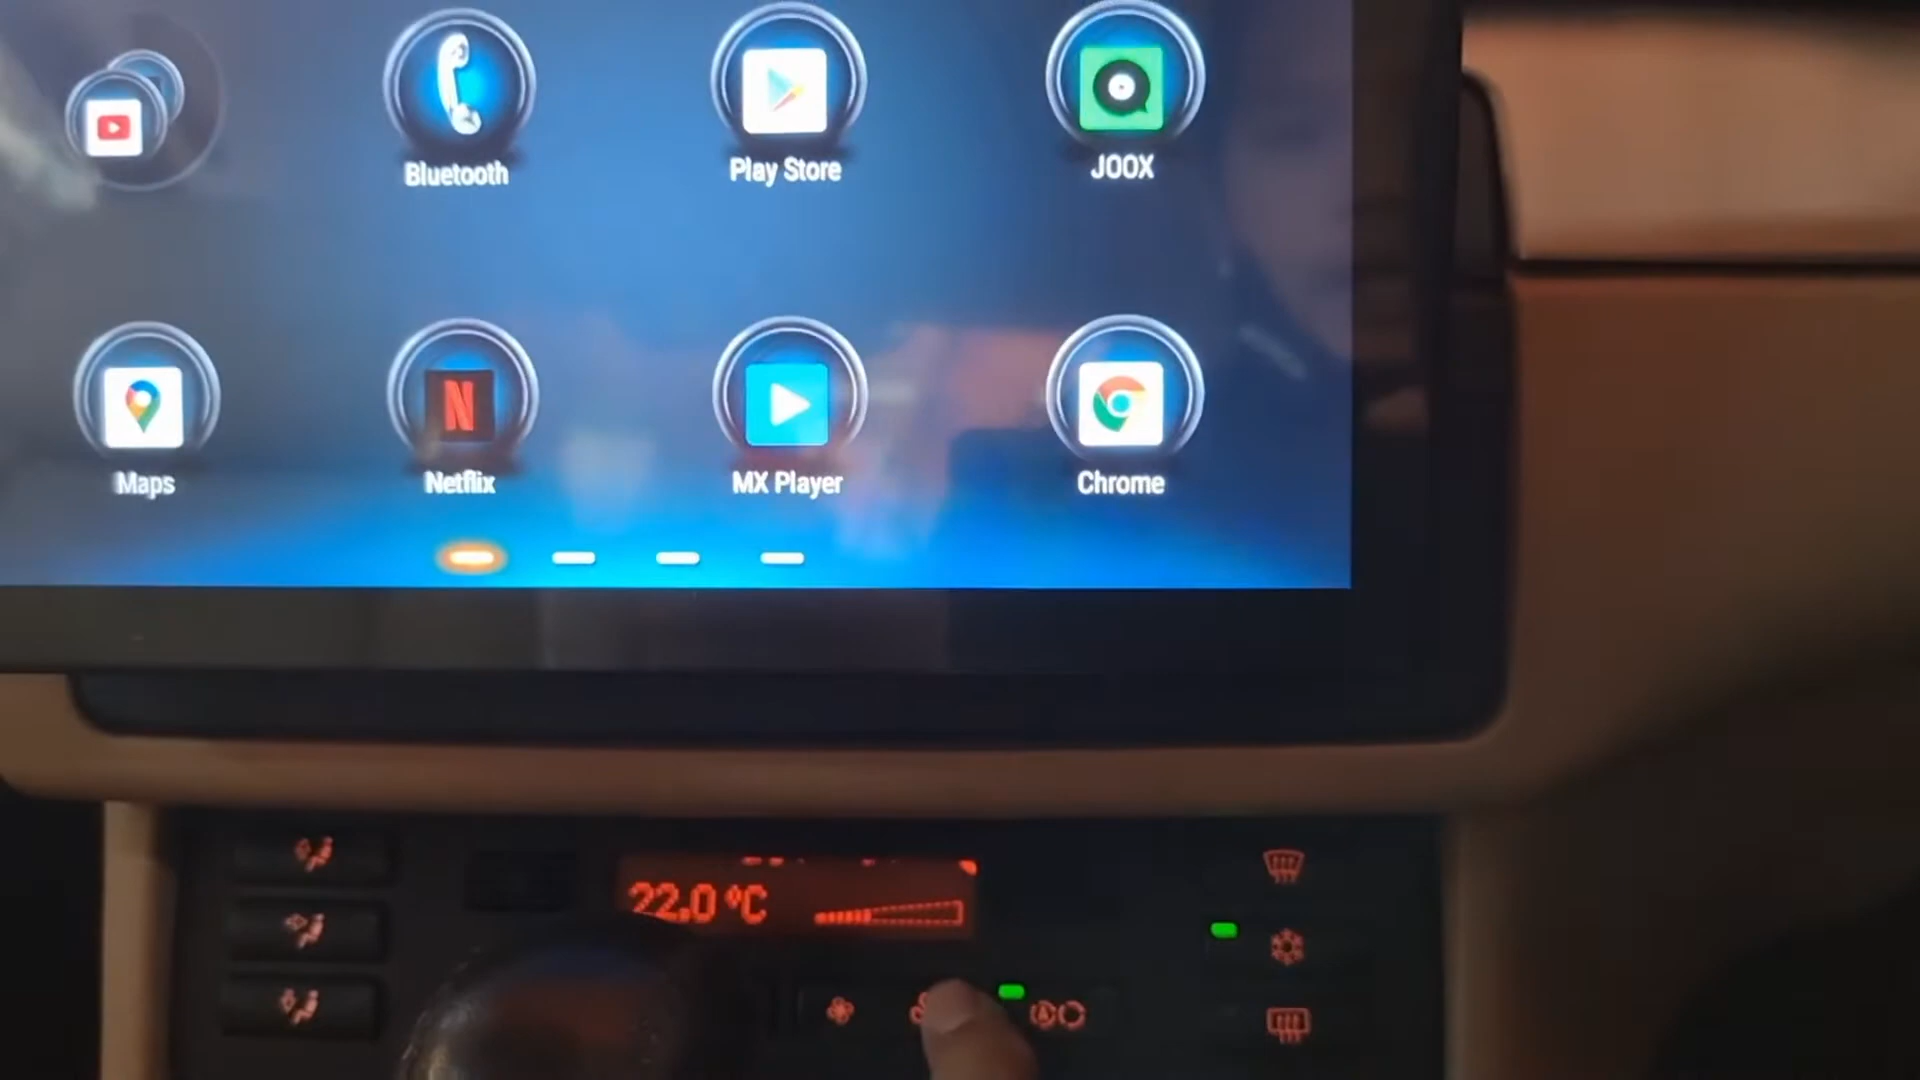 Bluetooth
Play Store
JOOX
Maps
N
Netflix
MX Player
Chrome
22.0 °C